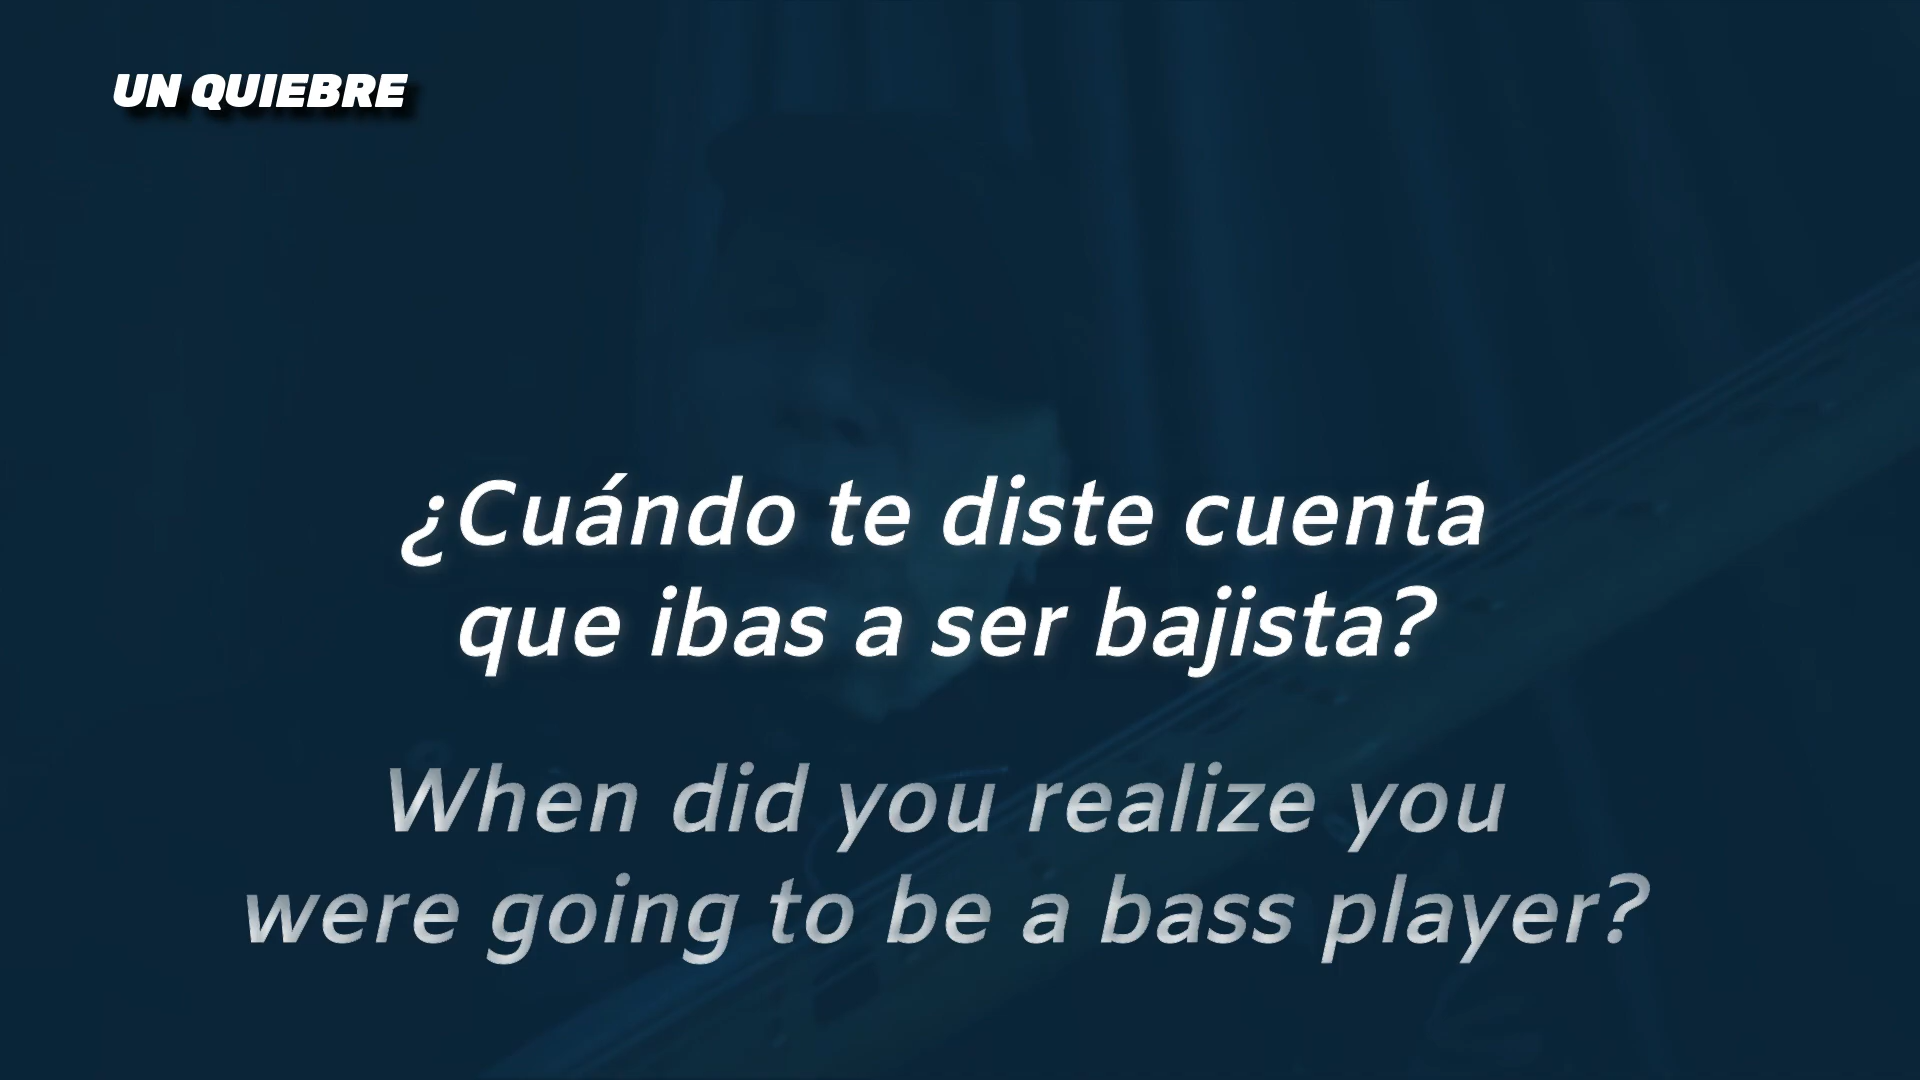 UN QUIEBRE
¿Cuándo te diste cuenta
que ibas a ser bajista?
When did you realize you
were going to be a bass player?